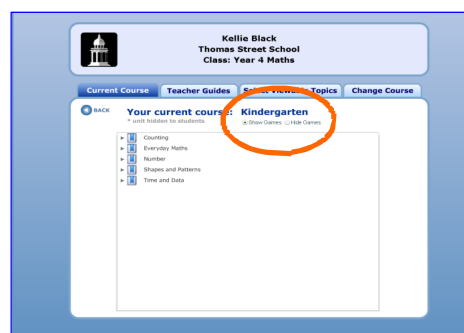 Kellie Black
Thomas Street School
Class: Year 4 Maths
Current Course Teacher Guides Select Viewable Topics Change Course
BACK Your current course: Kindergarten
* unit hidden to students Show Games Hide Games
Counting
Everyday Maths
Number
Shapes and Patterns
Time and Data